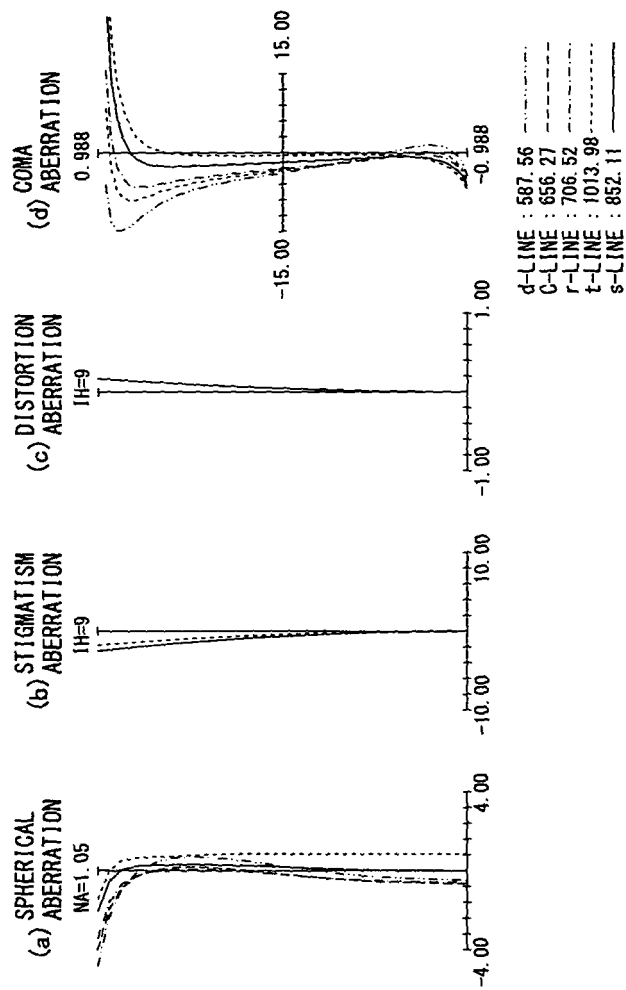 (a) SPHERICAL
ABERRATION
NA=1.05
-4.00
4.00
(b) STIGMATISM
ABERRATION
IH=9
-10.00
10.00
(c) DISTORTION
ABERRATION
IH=9
-1.00
1.00
(d) COMA
ABERRATION
0.988
-15.00
15.00
-0.988
d-LINE : 587.56
C-LINE : 656.27
r-LINE : 706.52
t-LINE : 1013.98
s-LINE : 852.11